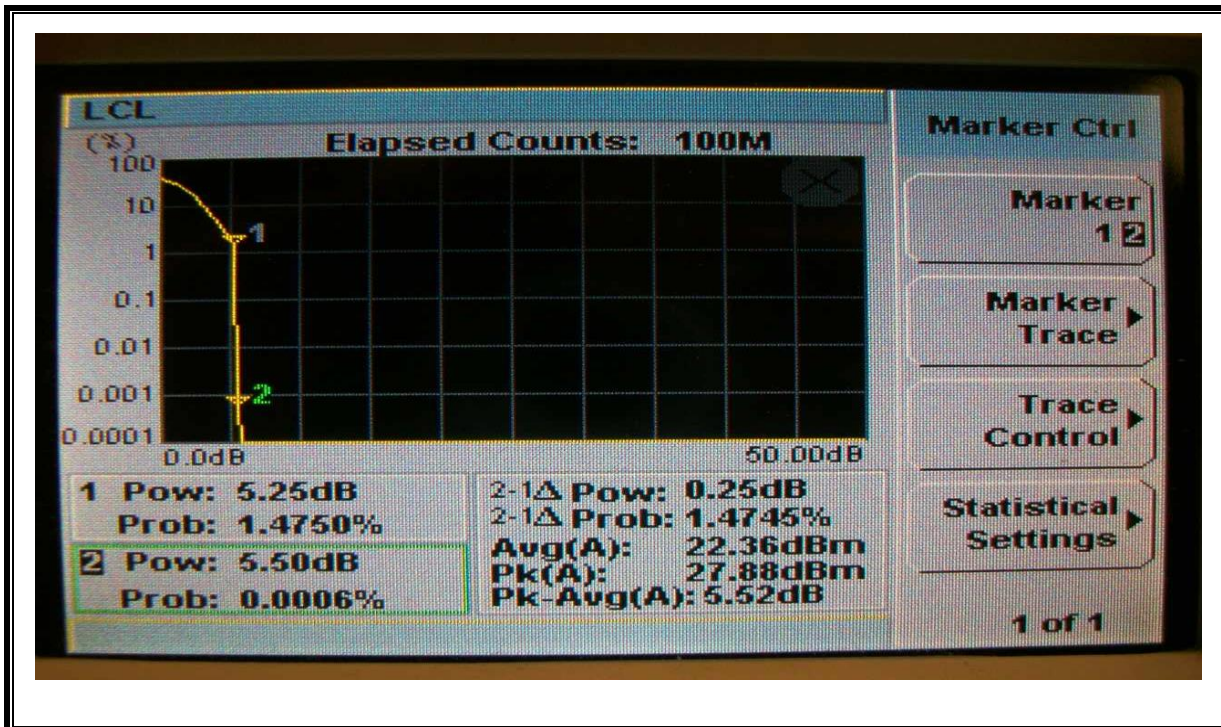 LCL
(%)
Elapsed Counts: 100M
100
10
1
0.1
0.01
0.001
0.0001
1
2
0.0dB
50.00dB
1 Pow: 5.25dB
Prob: 1.4750%
2 Pow: 5.50dB
Prob: 0.0006%
2-1Δ Pow: 0.25dB
2-1Δ Prob: 1.4745%
Avg(A): 22.36dBm
Pk(A): 27.88dBm
Pk-Avg(A): 5.52dB
Marker Ctrl
Marker
1 2
Marker
Trace
Trace
Control
Statistical
Settings
1 of 1